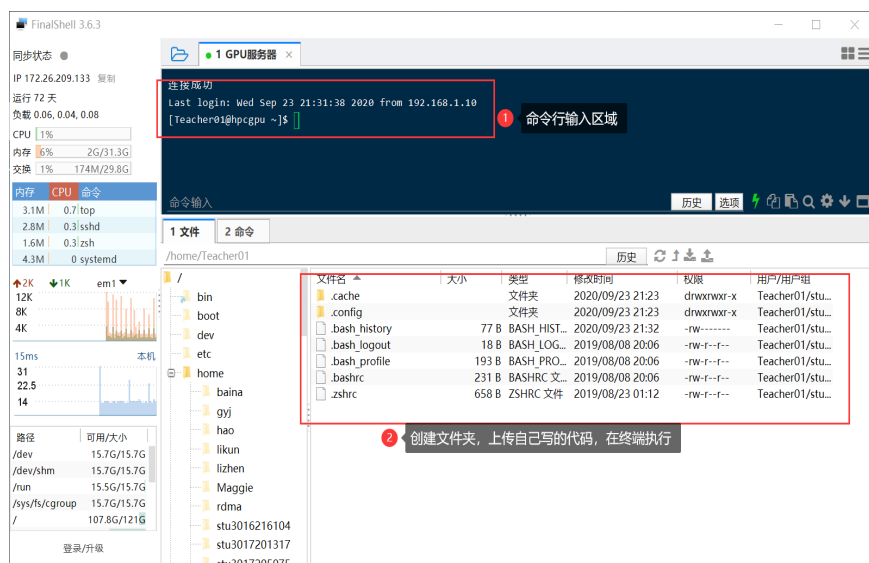 FinalShell 3.6.3
同步状态
IP 172.26.209.133 复制
运行 72 天
负载 0.06, 0.04, 0.08
CPU 1%
内存 6% 2G/31.3G
交换 1% 174M/29.8G
内存 CPU 命令
3.1M 0.7 top
2.8M 0.3 sshd
1.6M 0.3 zsh
4.3M 0 systemd
2K 1K em1
12K
8K
4K
15ms 本机
31
22.5
14
路径 可用/大小
/dev 15.7G/15.7G
/dev/shm 15.7G/15.7G
/run 15.5G/15.7G
/sys/fs/cgroup 15.7G/15.7G
/ 107.8G/121G
登录/升级
1 GPU服务器
连接成功
Last login: Wed Sep 23 21:31:38 2020 from 192.168.1.10
[Teacher01@hpcgpu ~]$
1 命令行输入区域
命令输入 历史 选项
1 文件 2 命令
/home/Teacher01 历史
/
bin
boot
dev
etc
home
baina
gyj
hao
likun
lizhen
Maggie
rdma
stu3016216104
stu3017201317
文件名 大小 类型 修改时间 权限 用户/用户组
.cache 文件夹 2020/09/23 21:23 drwxrwxr-x Teacher01/stu...
.config 文件夹 2020/09/23 21:23 drwxrwxr-x Teacher01/stu...
.bash_history 77 B BASH_HIST... 2020/09/23 21:32 -rw------- Teacher01/stu...
.bash_logout 18 B BASH_LOG... 2019/08/08 20:06 -rw-r--r-- Teacher01/stu...
.bash_profile 193 B BASH_PRO... 2019/08/08 20:06 -rw-r--r-- Teacher01/stu...
.bashrc 231 B BASHRC 文... 2019/08/08 20:06 -rw-r--r-- Teacher01/stu...
.zshrc 658 B ZSHRC 文件 2019/08/23 01:12 -rw-r--r-- Teacher01/stu...
2 创建文件夹，上传自己写的代码，在终端执行